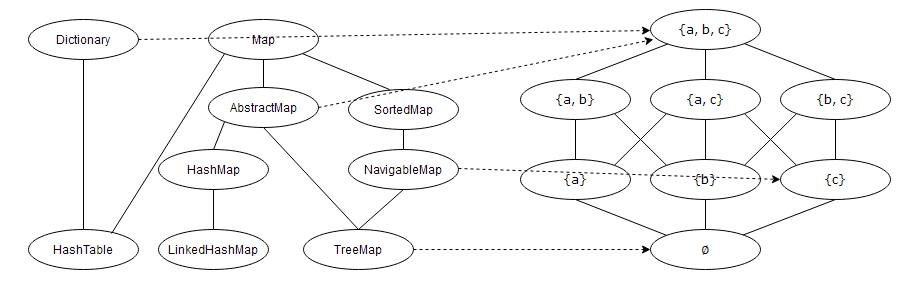 Dictionary
Map
{a, b, c}
AbstractMap
SortedMap
{a, b}
{a, c}
{b, c}
HashMap
NavigableMap
{a}
{b}
{c}
HashTable
LinkedHashMap
TreeMap
∅